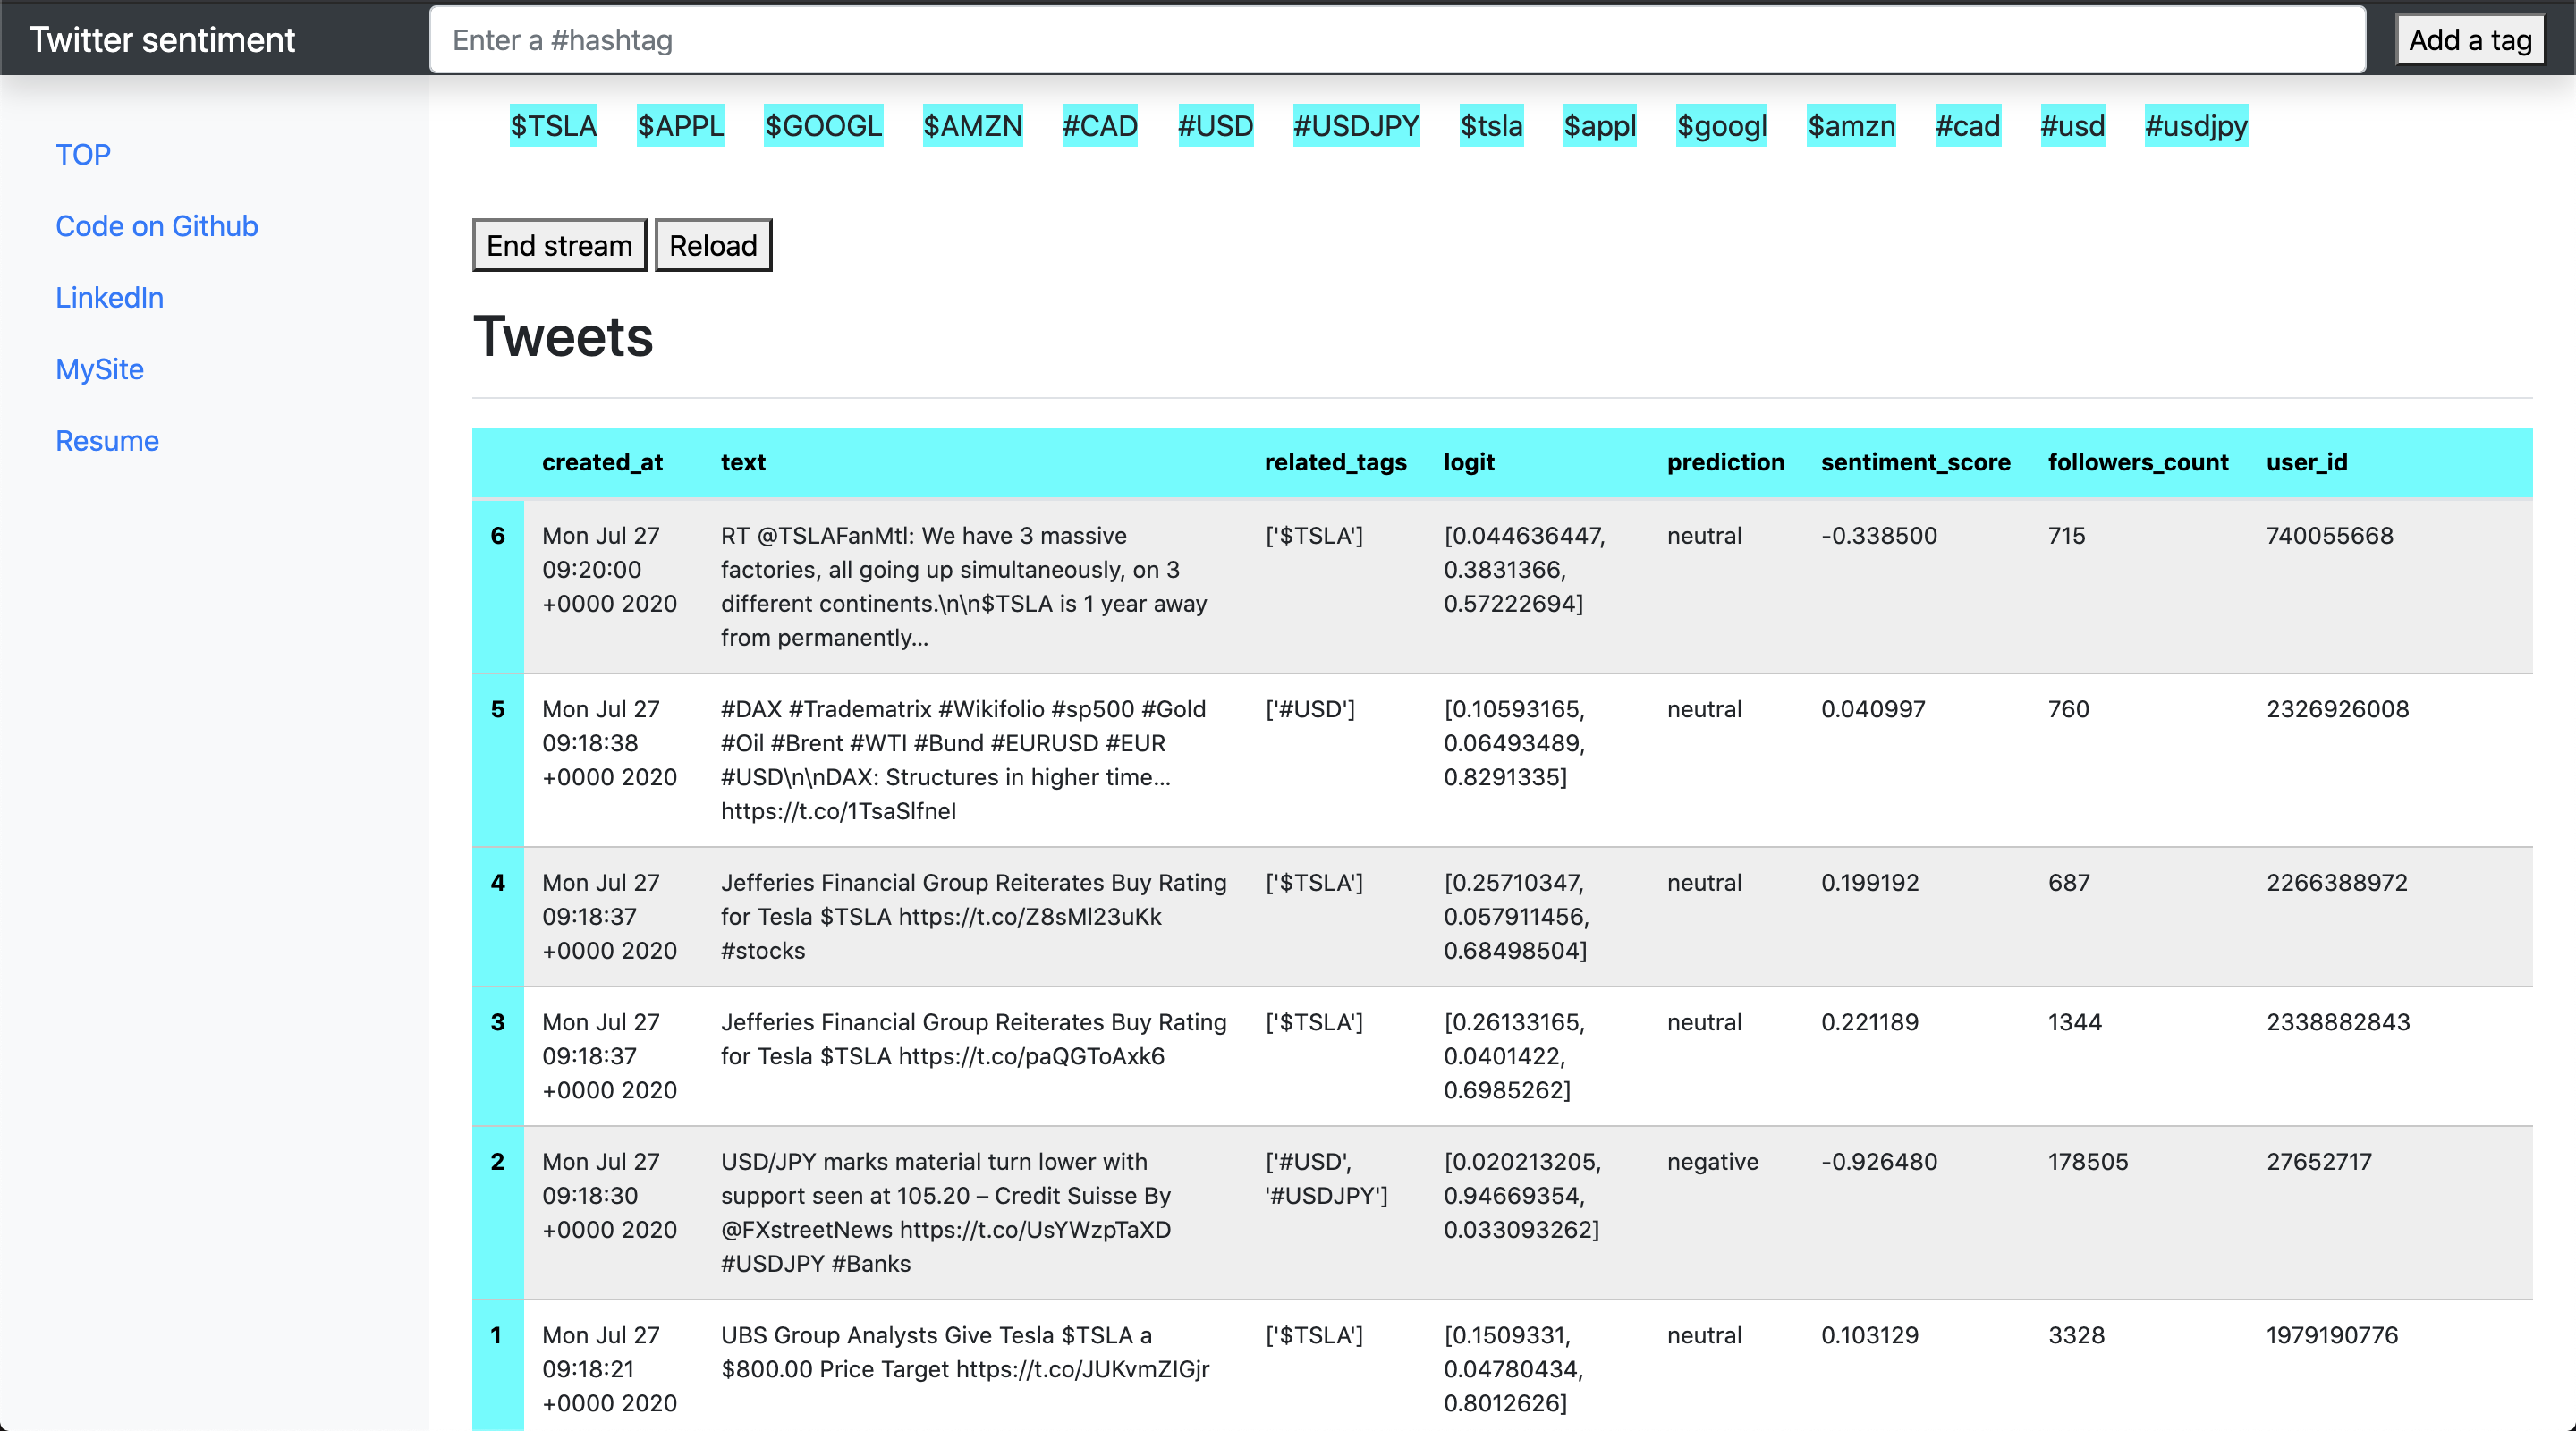 Twitter sentiment
Enter a #hashtag
Add a tag
TOP
Code on Github
LinkedIn
MySite
Resume
$TSLA $APPL $GOOGL $AMZN #CAD #USD #USDJPY $tsla $appl $googl $amzn #cad #usd #usdjpy
End stream Reload
Tweets
created_at text related_tags logit prediction sentiment_score followers_count user_id
6 Mon Jul 27 RT @TSLAFanMtl: We have 3 massive ['$TSLA'] [0.044636447, neutral -0.338500 715 740055668
09:20:00 factories, all going up simultaneously, on 3 0.3831366,
+0000 2020 different continents.\n\n$TSLA is 1 year away 0.57222694]
from permanently...
5 Mon Jul 27 #DAX #Tradematrix #Wikifolio #sp500 #Gold ['#USD'] [0.10593165, neutral 0.040997 760 2326926008
09:18:38 #Oil #Brent #WTI #Bund #EURUSD #EUR 0.06493489,
+0000 2020 #USD\n\nDAX: Structures in higher time... 0.8291335]
https://t.co/1TsaSlfneI
4 Mon Jul 27 Jefferies Financial Group Reiterates Buy Rating ['$TSLA'] [0.25710347, neutral 0.199192 687 2266388972
09:18:37 for Tesla $TSLA https://t.co/Z8sMl23uKk 0.057911456,
+0000 2020 #stocks 0.68498504]
3 Mon Jul 27 Jefferies Financial Group Reiterates Buy Rating ['$TSLA'] [0.26133165, neutral 0.221189 1344 2338882843
09:18:37 for Tesla $TSLA https://t.co/paQGToAxk6 0.0401422,
+0000 2020 0.6985262]
2 Mon Jul 27 USD/JPY marks material turn lower with ['#USD', [0.020213205, negative -0.926480 178505 27652717
09:18:30 support seen at 105.20 – Credit Suisse By '#USDJPY'] 0.94669354,
+0000 2020 @FXstreetNews https://t.co/UsYWzpTaXD 0.033093262]
#USDJPY #Banks
1 Mon Jul 27 UBS Group Analysts Give Tesla $TSLA a ['$TSLA'] [0.1509331, neutral 0.103129 3328 1979190776
09:18:21 $800.00 Price Target https://t.co/JUKvmZIGjr 0.04780434,
+0000 2020 0.8012626]